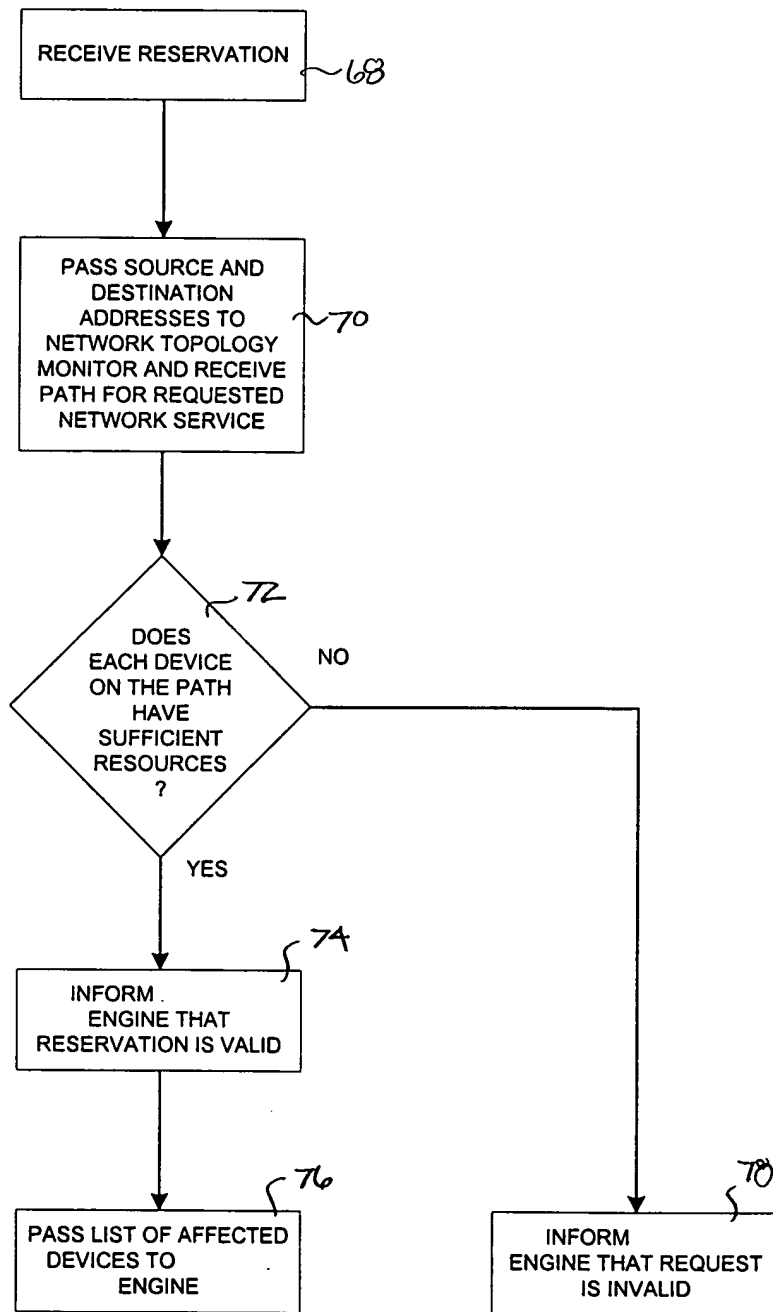 RECEIVE RESERVATION
68
PASS SOURCE AND
DESTINATION
ADDRESSES TO
NETWORK TOPOLOGY
MONITOR AND RECEIVE
PATH FOR REQUESTED
NETWORK SERVICE
70
72
DOES
EACH DEVICE
ON THE PATH
HAVE
SUFFICIENT
RESOURCES
?
NO
YES
74
INFORM
ENGINE THAT
RESERVATION IS VALID
76
PASS LIST OF AFFECTED
DEVICES TO
ENGINE
78
INFORM
ENGINE THAT REQUEST
IS INVALID